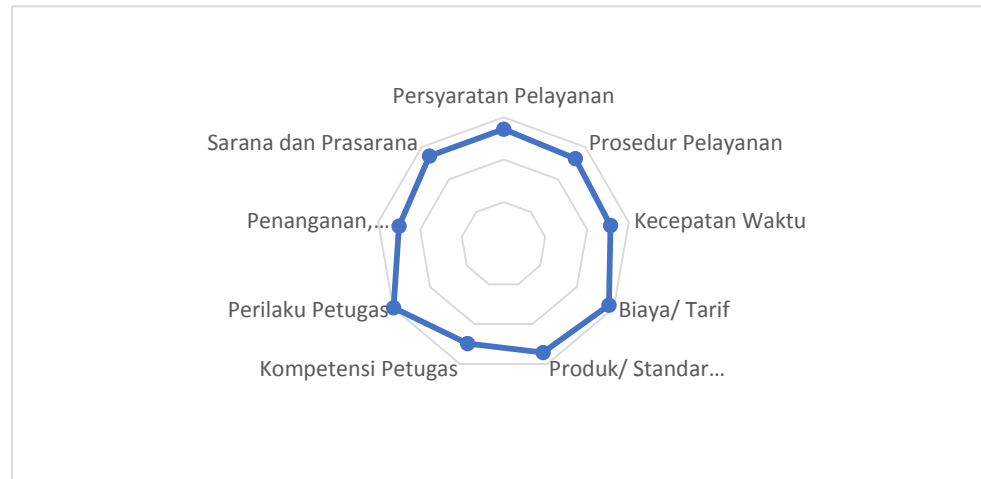 Persyaratan Pelayanan
Prosedur Pelayanan
Kecepatan Waktu
Biaya/ Tarif
Produk/ Standar...
Kompetensi Petugas
Perilaku Petugas
Penanganan,...
Sarana dan Prasarana